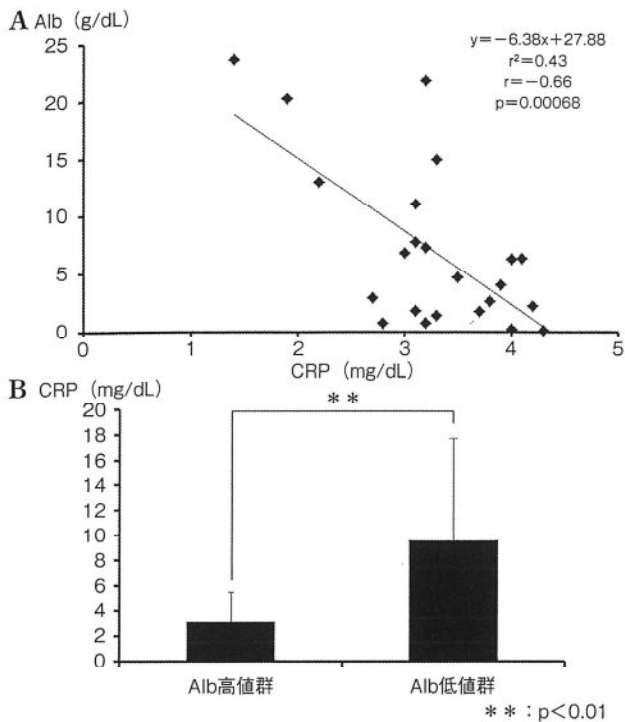 A Alb (g/dL)
y=-6.38x+27.88
r²=0.43
r=-0.66
p=0.00068
25
20
15
10
5
0
0 1 2 3 4 5
CRP (mg/dL)
B CRP (mg/dL)
**
20
18
16
14
12
10
8
6
4
2
0
Alb高値群 Alb低値群
**:p<0.01